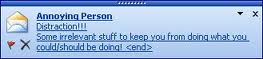 Annoying Person
Distraction!!!
Some irrelevant stuff to keep you from doing what you
could/should be doing! <end>